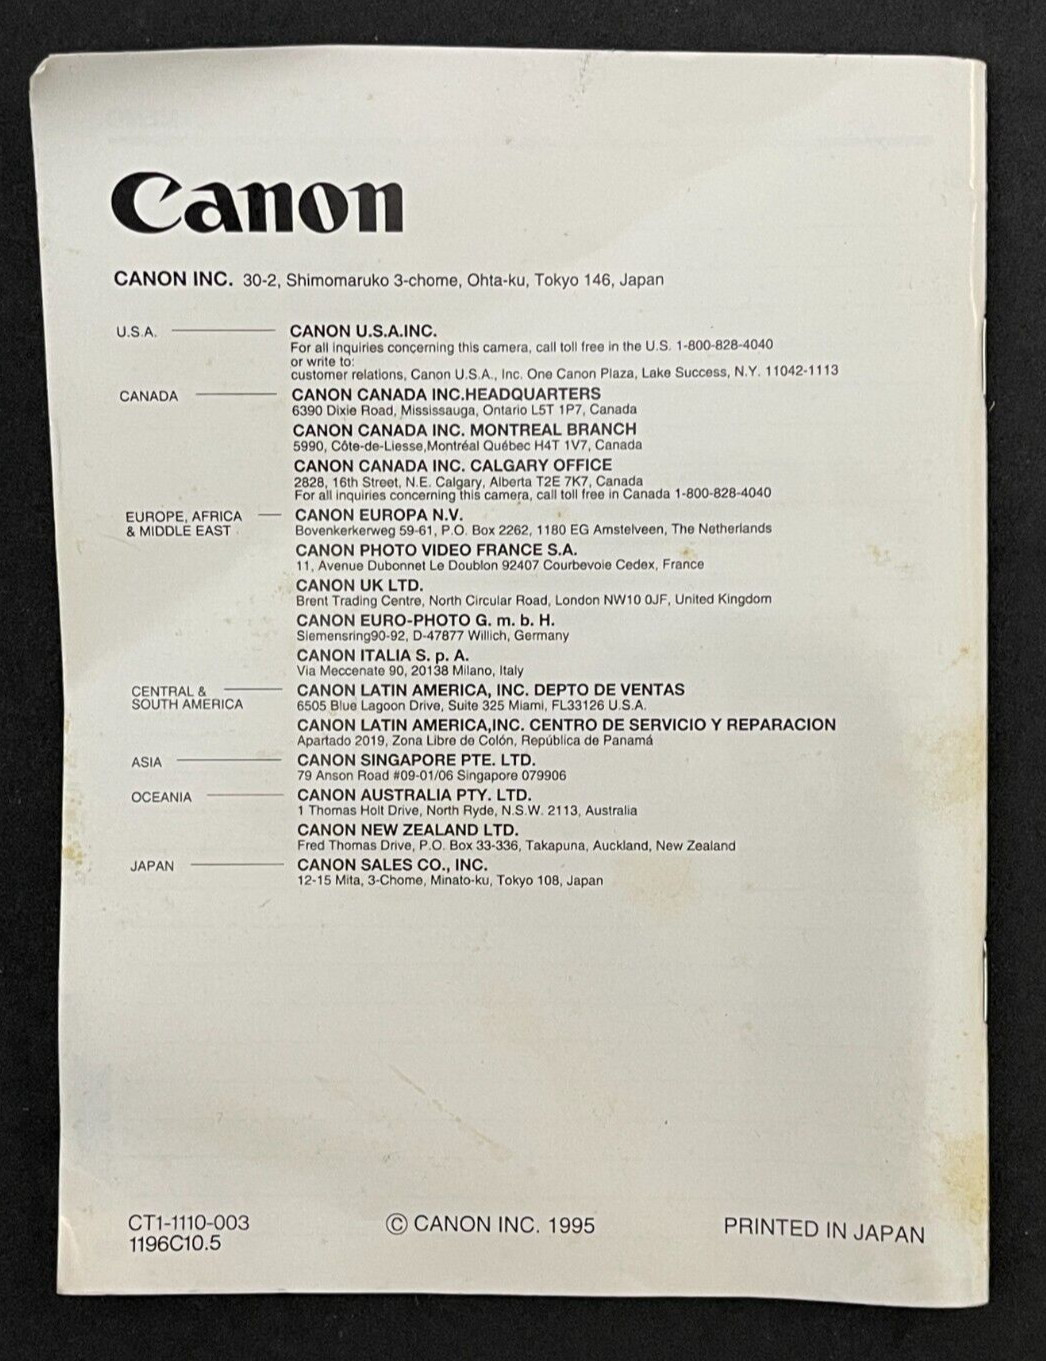 Canon
CANON INC. 30-2, Shimomaruko 3-chome, Ohta-ku, Tokyo 146, Japan
U.S.A. CANON U.S.A.INC.
For all inquiries concerning this camera, call toll free in the U.S. 1-800-828-4040
or write to:
customer relations, Canon U.S.A., Inc. One Canon Plaza, Lake Success, N.Y. 11042-1113
CANADA CANON CANADA INC.HEADQUARTERS
6390 Dixie Road, Mississauga, Ontario L5T 1P7, Canada
CANON CANADA INC. MONTREAL BRANCH
5990, Côte-de-Liesse,Montréal Québec H4T 1V7, Canada
CANON CANADA INC. CALGARY OFFICE
2828, 16th Street, N.E. Calgary, Alberta T2E 7K7, Canada
For all inquiries concerning this camera, call toll free in Canada 1-800-828-4040
EUROPE, AFRICA CANON EUROPA N.V.
& MIDDLE EAST Bovenkerkerweg 59-61, P.O. Box 2262, 1180 EG Amstelveen, The Netherlands
CANON PHOTO VIDEO FRANCE S.A.
11, Avenue Dubonnet Le Doublon 92407 Courbevoie Cedex, France
CANON UK LTD.
Brent Trading Centre, North Circular Road, London NW10 0JF, United Kingdom
CANON EURO-PHOTO G. m. b. H.
Siemensring90-92, D-47877 Willich, Germany
CANON ITALIA S. p. A.
Via Meccenate 90, 20138 Milano, Italy
CENTRAL & CANON LATIN AMERICA, INC. DEPTO DE VENTAS
SOUTH AMERICA 6505 Blue Lagoon Drive, Suite 325 Miami, FL33126 U.S.A.
CANON LATIN AMERICA,INC. CENTRO DE SERVICIO Y REPARACION
Apartado 2019, Zona Libre de Colón, República de Panamá
ASIA CANON SINGAPORE PTE. LTD.
79 Anson Road #09-01/06 Singapore 079906
OCEANIA CANON AUSTRALIA PTY. LTD.
1 Thomas Holt Drive, North Ryde, N.S.W. 2113, Australia
CANON NEW ZEALAND LTD.
Fred Thomas Drive, P.O. Box 33-336, Takapuna, Auckland, New Zealand
JAPAN CANON SALES CO., INC.
12-15 Mita, 3-Chome, Minato-ku, Tokyo 108, Japan
CT1-1110-003 © CANON INC. 1995 PRINTED IN JAPAN
1196C10.5